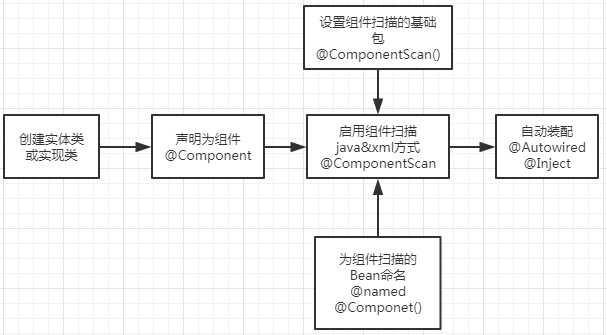 设置组件扫描的基础
包
@ComponentScan()
创建实体类
或实现类
声明为组件
@Component
启用组件扫描
java&xml方式
@ComponentScan
自动装配
@Autowired
@Inject
为组件扫描的
Bean命名
@named
@Componet()